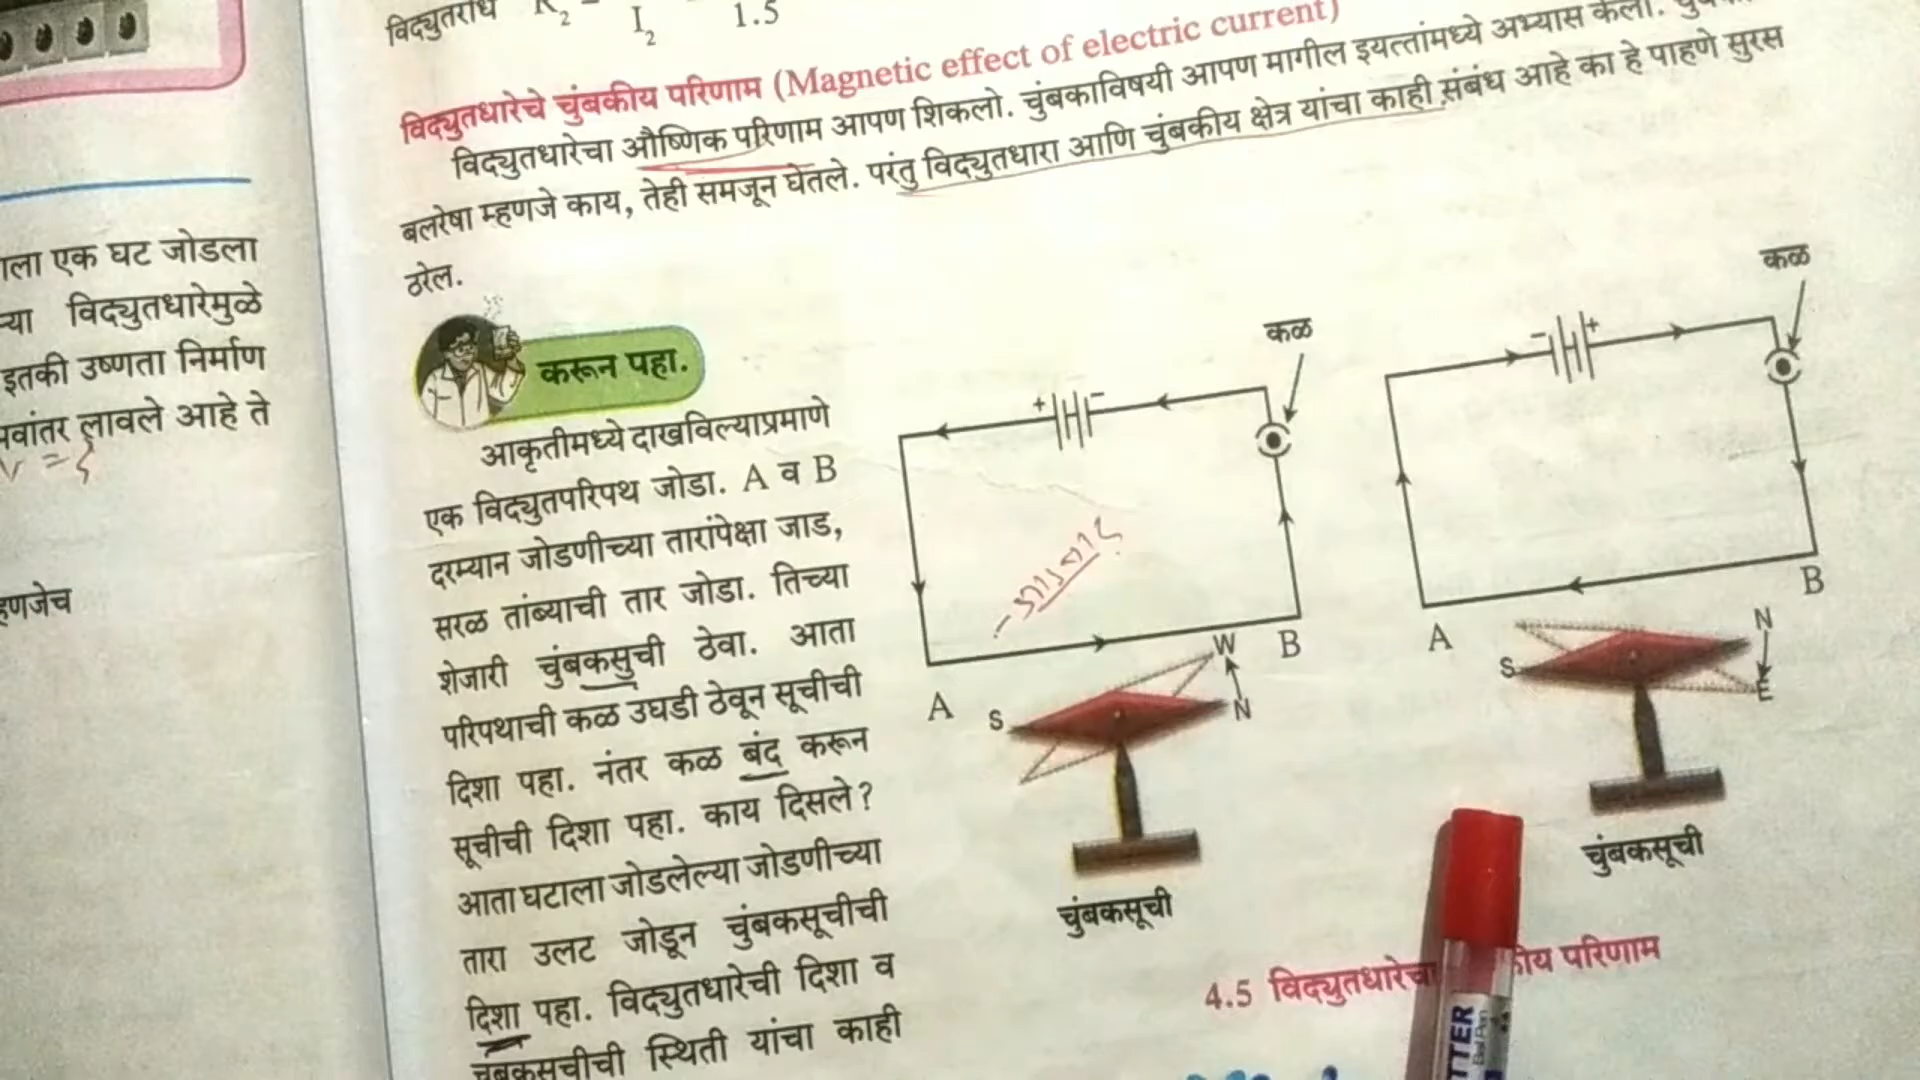 विद्युतरोध R₂ =
I₂ 1.5
विद्युतधारेचे चुंबकीय परिणाम (Magnetic effect of electric current)
विद्युतधारेचा औष्णिक परिणाम आपण शिकलो. चुंबकाविषयी आपण मागील इयत्तांमध्ये अभ्यास केला.
बलरेषा म्हणजे काय, तेही समजून घेतले. परंतु विद्युतधारा आणि चुंबकीय क्षेत्र यांचा काही संबंध आहे का हे पाहणे सुरस
ठरेल.
करून पहा.
आकृतीमध्ये दाखविल्याप्रमाणे
एक विद्युतपरिपथ जोडा. A व B
दरम्यान जोडणीच्या तारांपेक्षा जाड,
सरळ तांब्याची तार जोडा. तिच्या
शेजारी चुंबकसुची ठेवा. आता
परिपथाची कळ उघडी ठेवून सूचीची
दिशा पहा. नंतर कळ बंद करून
सूचीची दिशा पहा. काय दिसले?
आता घटाला जोडलेल्या जोडणीच्या
तारा उलट जोडून चुंबकसूचीची
दिशा पहा. विद्युतधारेची दिशा व
चुंबकसूचीची स्थिती यांचा काही
कळ
+ -
A
B
W
S
N
चुंबकसूची
कळ
- +
A
B
N
S
E
चुंबकसूची
4.5 विद्युतधारेचा
परिणाम
एक घट जोडला
विद्युतधारेमुळे
इतकी उष्णता निर्माण
लावले आहे ते
V =